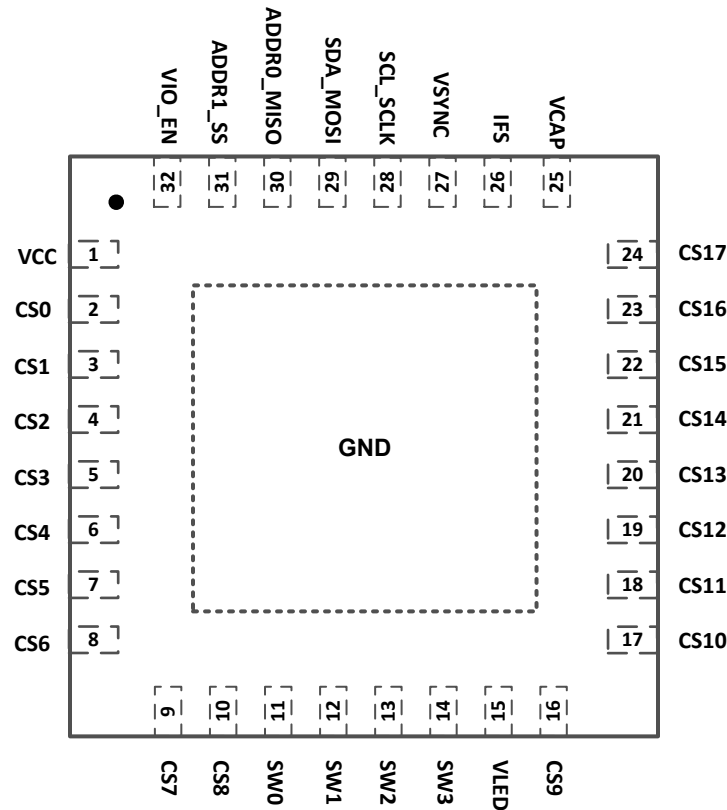 VIO_EN
ADDR1_SS
ADDR0_MISO
SDA_MOSI
SCL_SCLK
VSYNC
IFS
VCAP
32
31
30
29
28
27
26
25
VCC 1
CS0 2
CS1 3
CS2 4
CS3 5
CS4 6
CS5 7
CS6 8
GND
24 CS17
23 CS16
22 CS15
21 CS14
20 CS13
19 CS12
18 CS11
17 CS10
9
10
11
12
13
14
15
16
CS7
CS8
SW0
SW1
SW2
SW3
VLED
CS9